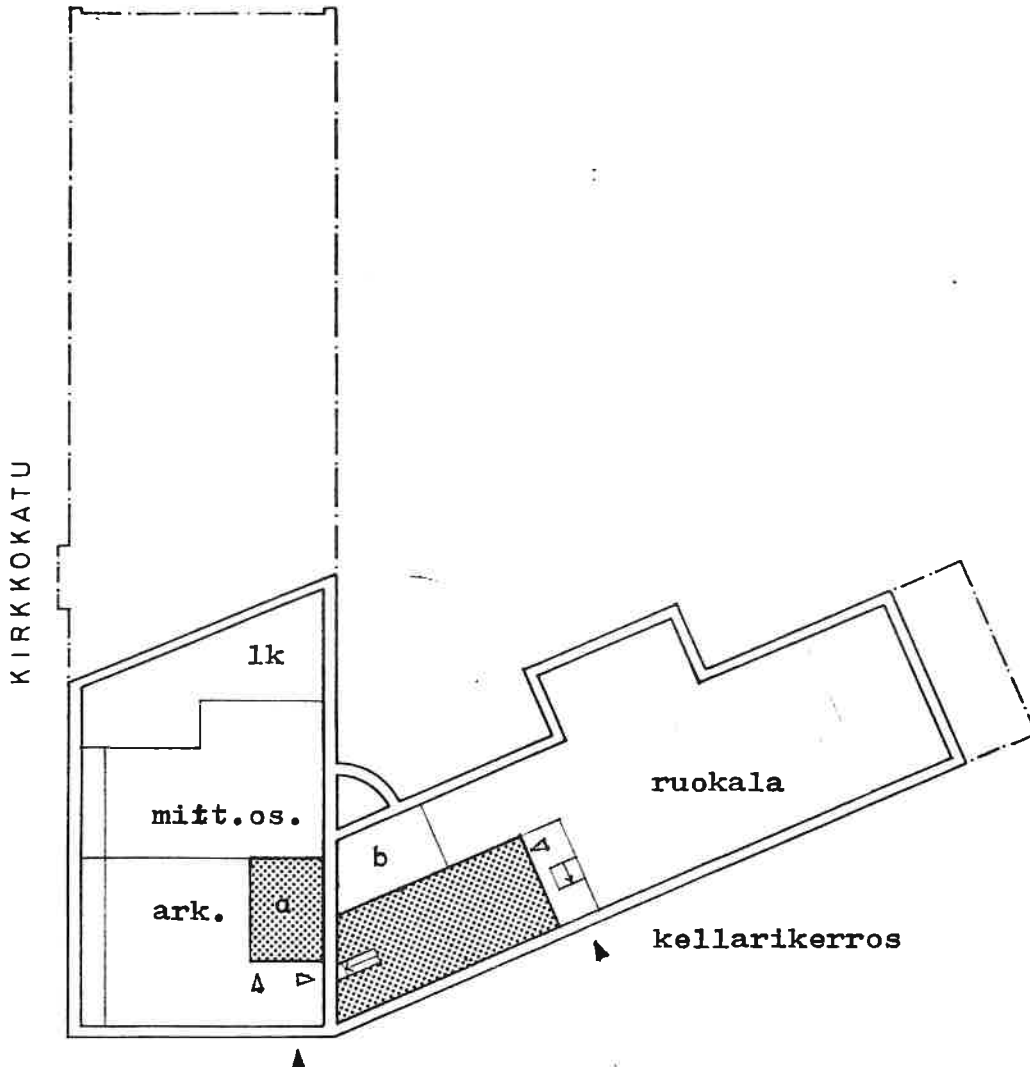 KIRKKOKATU
lk
mitt.os.
ruokala
b
ark.
a
kellarikerros